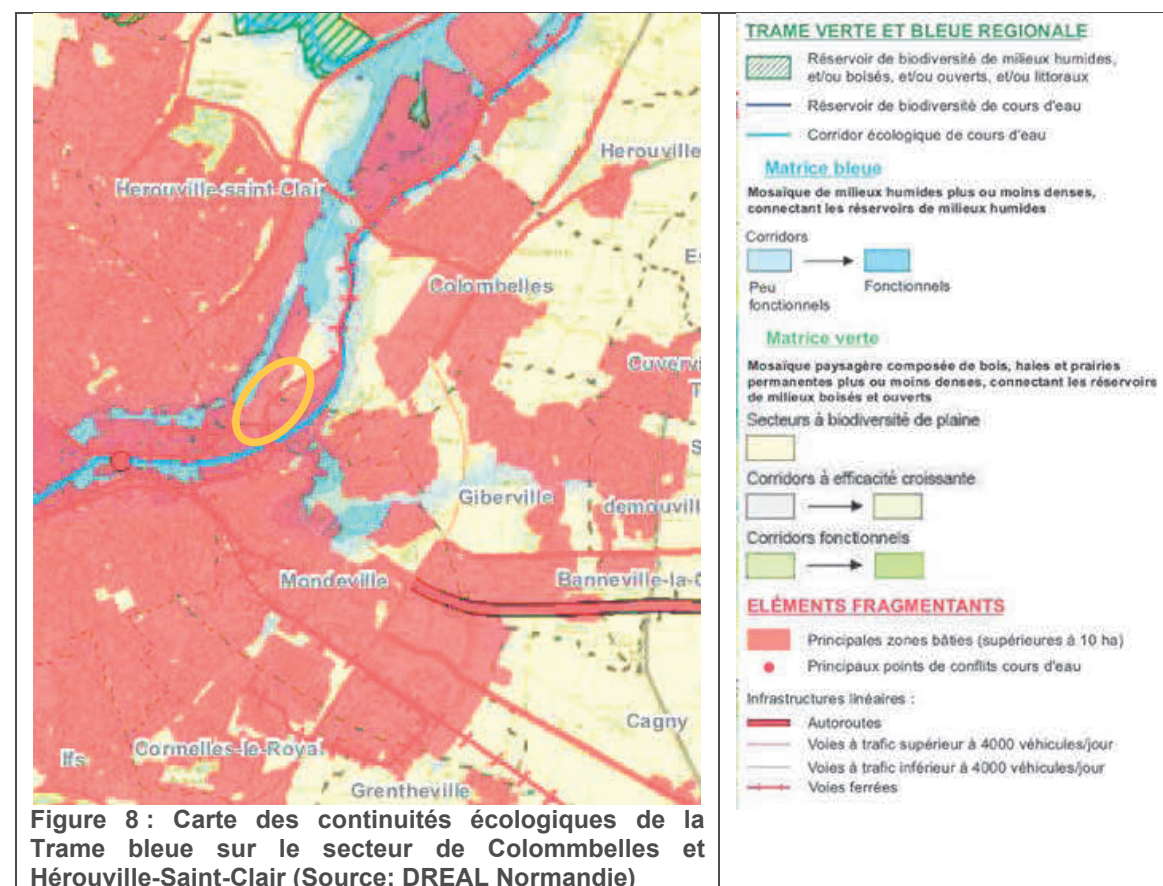 Herouville
Herouville-saint-Clair
E
Colombelles
Cuverv
T
S
Giberville
demouvill
Mondeville
Banneville-la-C
Cagny
Ifs
Cormelles-le-Royal
Grentheville
Figure 8 : Carte des continuités écologiques de la
Trame bleue sur le secteur de Colommbelles et
Hérouville-Saint-Clair (Source: DREAL Normandie)
TRAME VERTE ET BLEUE REGIONALE
Réservoir de biodiversité de milieux humides,
et/ou boisés, et/ou ouverts, et/ou littoraux
Réservoir de biodiversité de cours d'eau
Corridor écologique de cours d'eau
Matrice bleue
Mosaïque de milieux humides plus ou moins denses,
connectant les réservoirs de milieux humides
Corridors
Peu
fonctionnels
Fonctionnels
Matrice verte
Mosaïque paysagère composée de bois, haies et prairies
permanentes plus ou moins denses, connectant les réservoirs
de milieux boisés et ouverts
Secteurs à biodiversité de plaine
Corridors à efficacité croissante
Corridors fonctionnels
ELÉMENTS FRAGMENTANTS
Principales zones bâties (supérieures à 10 ha)
Principaux points de conflits cours d'eau
Infrastructures linéaires :
Autoroutes
Voies à trafic supérieur à 4000 véhicules/jour
Voies à trafic inférieur à 4000 véhicules/jour
Voies ferrées